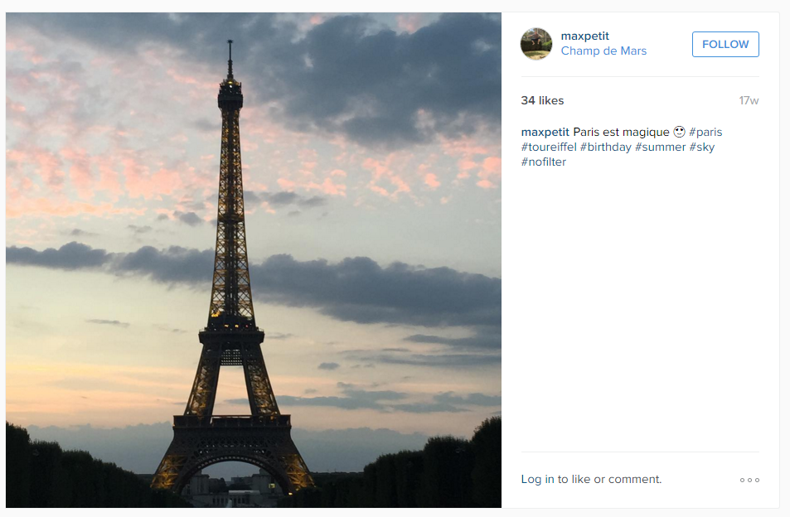 maxpetit
Champ de Mars
FOLLOW
34 likes
17w
maxpetit Paris est magique 🙂 #paris
#toureiffel #birthday #summer #sky
#nofilter
Log in to like or comment.